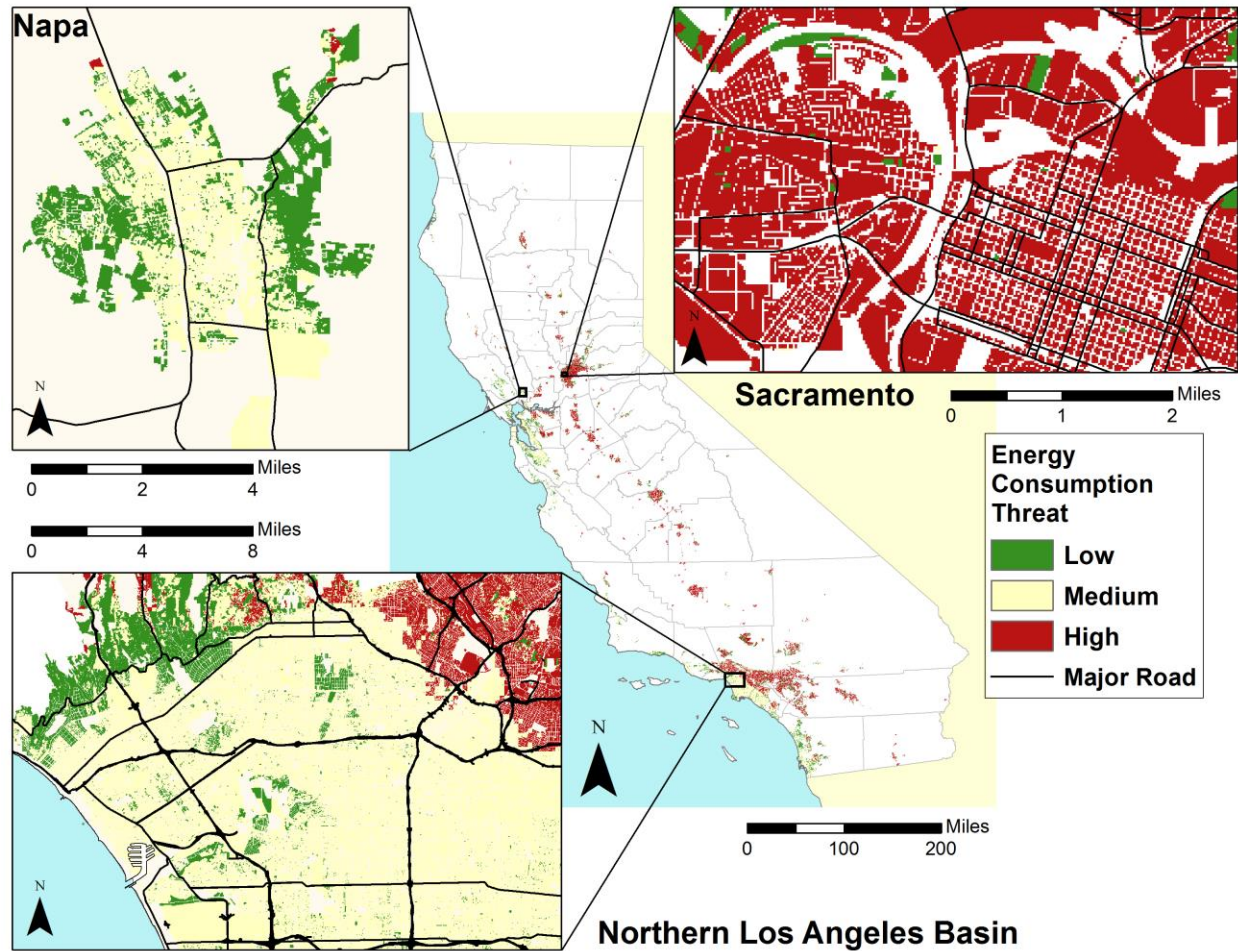 Napa
N
Miles
0 2 4
Miles
0 4 8
N
Sacramento
Miles
0 1 2
N
Energy
Consumption
Threat
Low
Medium
High
Major Road
N
Miles
0 100 200
N
Northern Los Angeles Basin